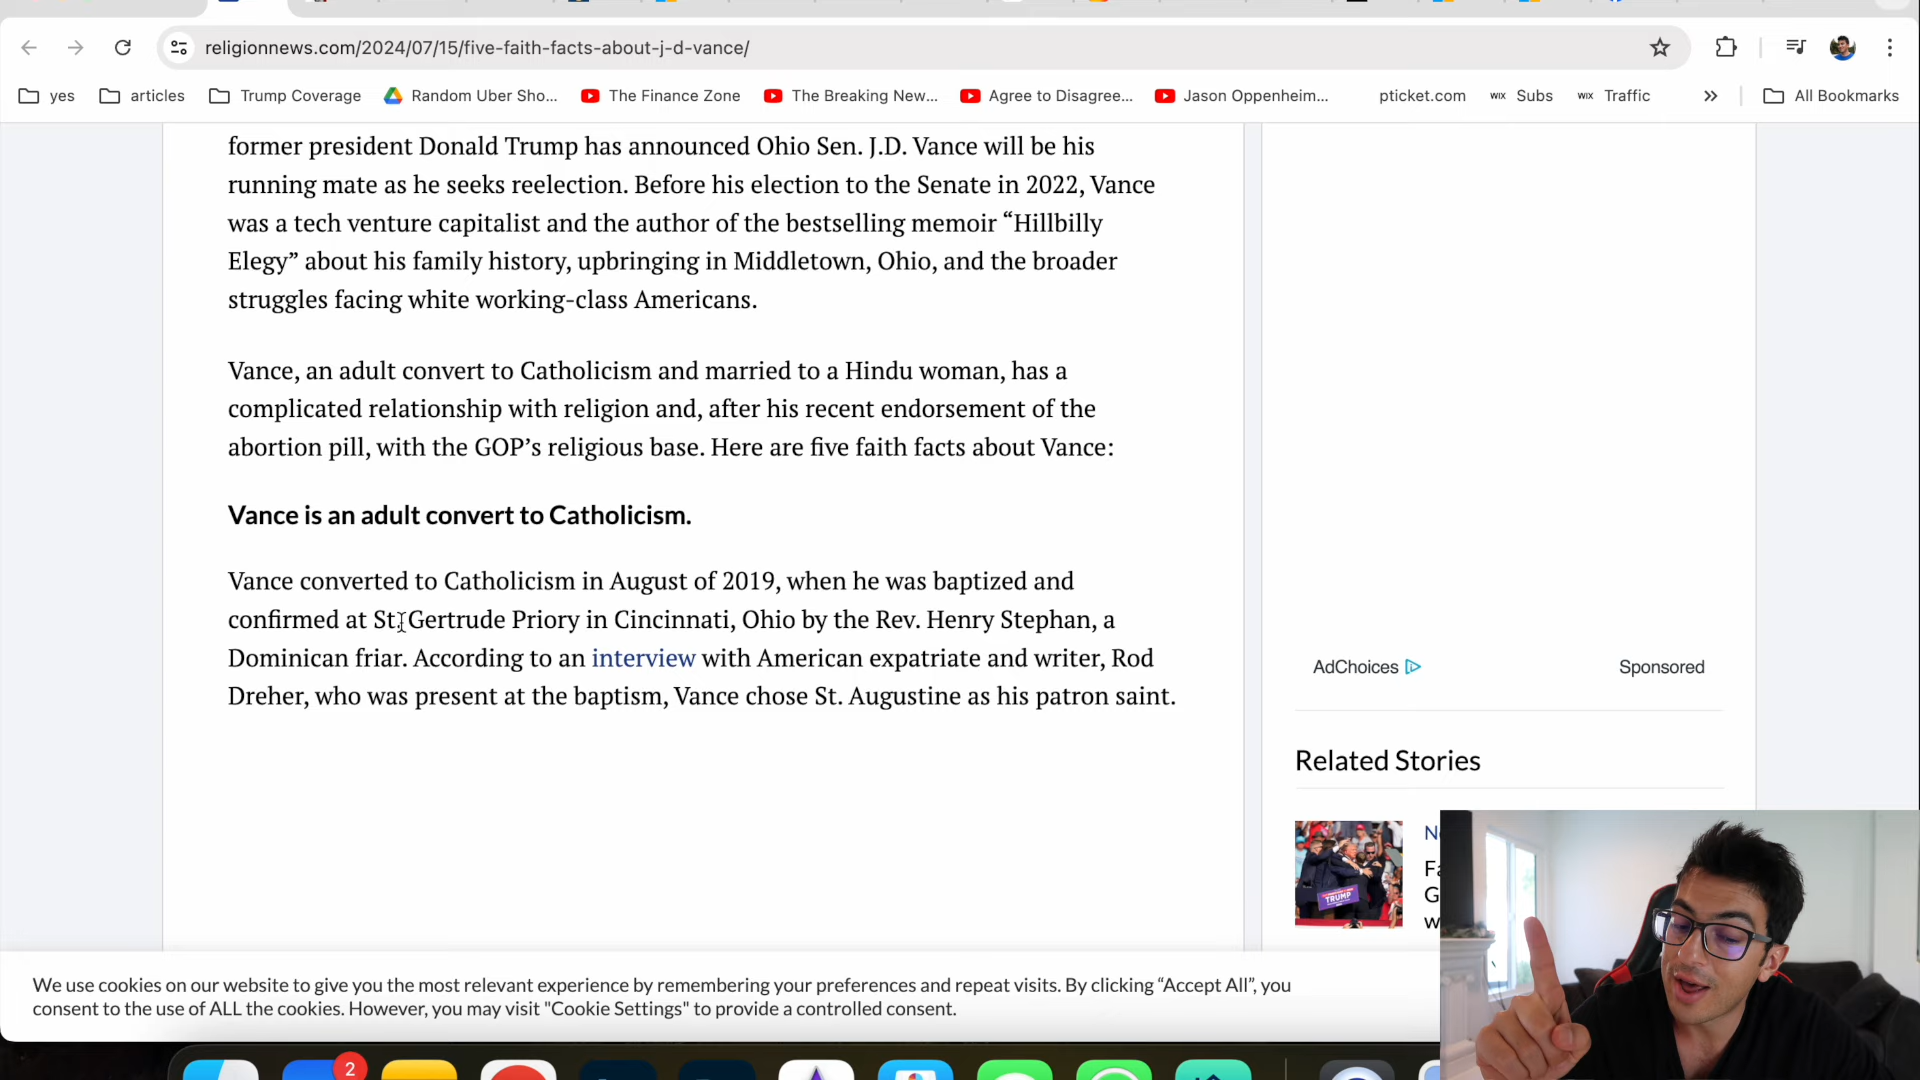 religionnews.com/2024/07/15/five-faith-facts-about-j-d-vance/
yes articles Trump Coverage Random Uber Sho... The Finance Zone The Breaking New... Agree to Disagree... Jason Oppenheim... pticket.com WIX Subs WIX Traffic » All Bookmarks
former president Donald Trump has announced Ohio Sen. J.D. Vance will be his
running mate as he seeks reelection. Before his election to the Senate in 2022, Vance
was a tech venture capitalist and the author of the bestselling memoir “Hillbilly
Elegy” about his family history, upbringing in Middletown, Ohio, and the broader
struggles facing white working-class Americans.
Vance, an adult convert to Catholicism and married to a Hindu woman, has a
complicated relationship with religion and, after his recent endorsement of the
abortion pill, with the GOP’s religious base. Here are five faith facts about Vance:
Vance is an adult convert to Catholicism.
Vance converted to Catholicism in August of 2019, when he was baptized and
confirmed at St. Gertrude Priory in Cincinnati, Ohio by the Rev. Henry Stephan, a
Dominican friar. According to an interview with American expatriate and writer, Rod
Dreher, who was present at the baptism, Vance chose St. Augustine as his patron saint.
AdChoices Sponsored
Related Stories
TRUMP
We use cookies on our website to give you the most relevant experience by remembering your preferences and repeat visits. By clicking “Accept All”, you
consent to the use of ALL the cookies. However, you may visit "Cookie Settings" to provide a controlled consent.
2